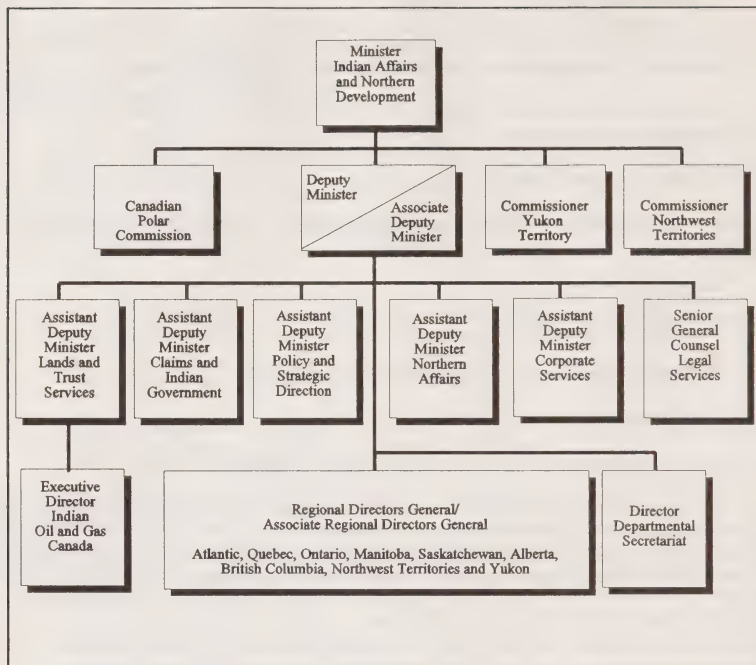 Minister
Indian Affairs
and Northern
Development
Canadian
Polar
Commission
Deputy
Minister
Associate
Deputy
Minister
Commissioner
Yukon
Territory
Commissioner
Northwest
Territories
Assistant
Deputy
Minister
Lands and
Trust
Services
Assistant
Deputy
Minister
Claims and
Indian
Government
Assistant
Deputy
Minister
Policy and
Strategic
Direction
Assistant
Deputy
Minister
Northern
Affairs
Assistant
Deputy
Minister
Corporate
Services
Senior
General
Counsel
Legal
Services
Executive
Director
Indian
Oil and Gas
Canada
Regional Directors General/
Associate Regional Directors General
Atlantic, Quebec, Ontario, Manitoba, Saskatchewan, Alberta,
British Columbia, Northwest Territories and Yukon
Director
Departmental
Secretariat